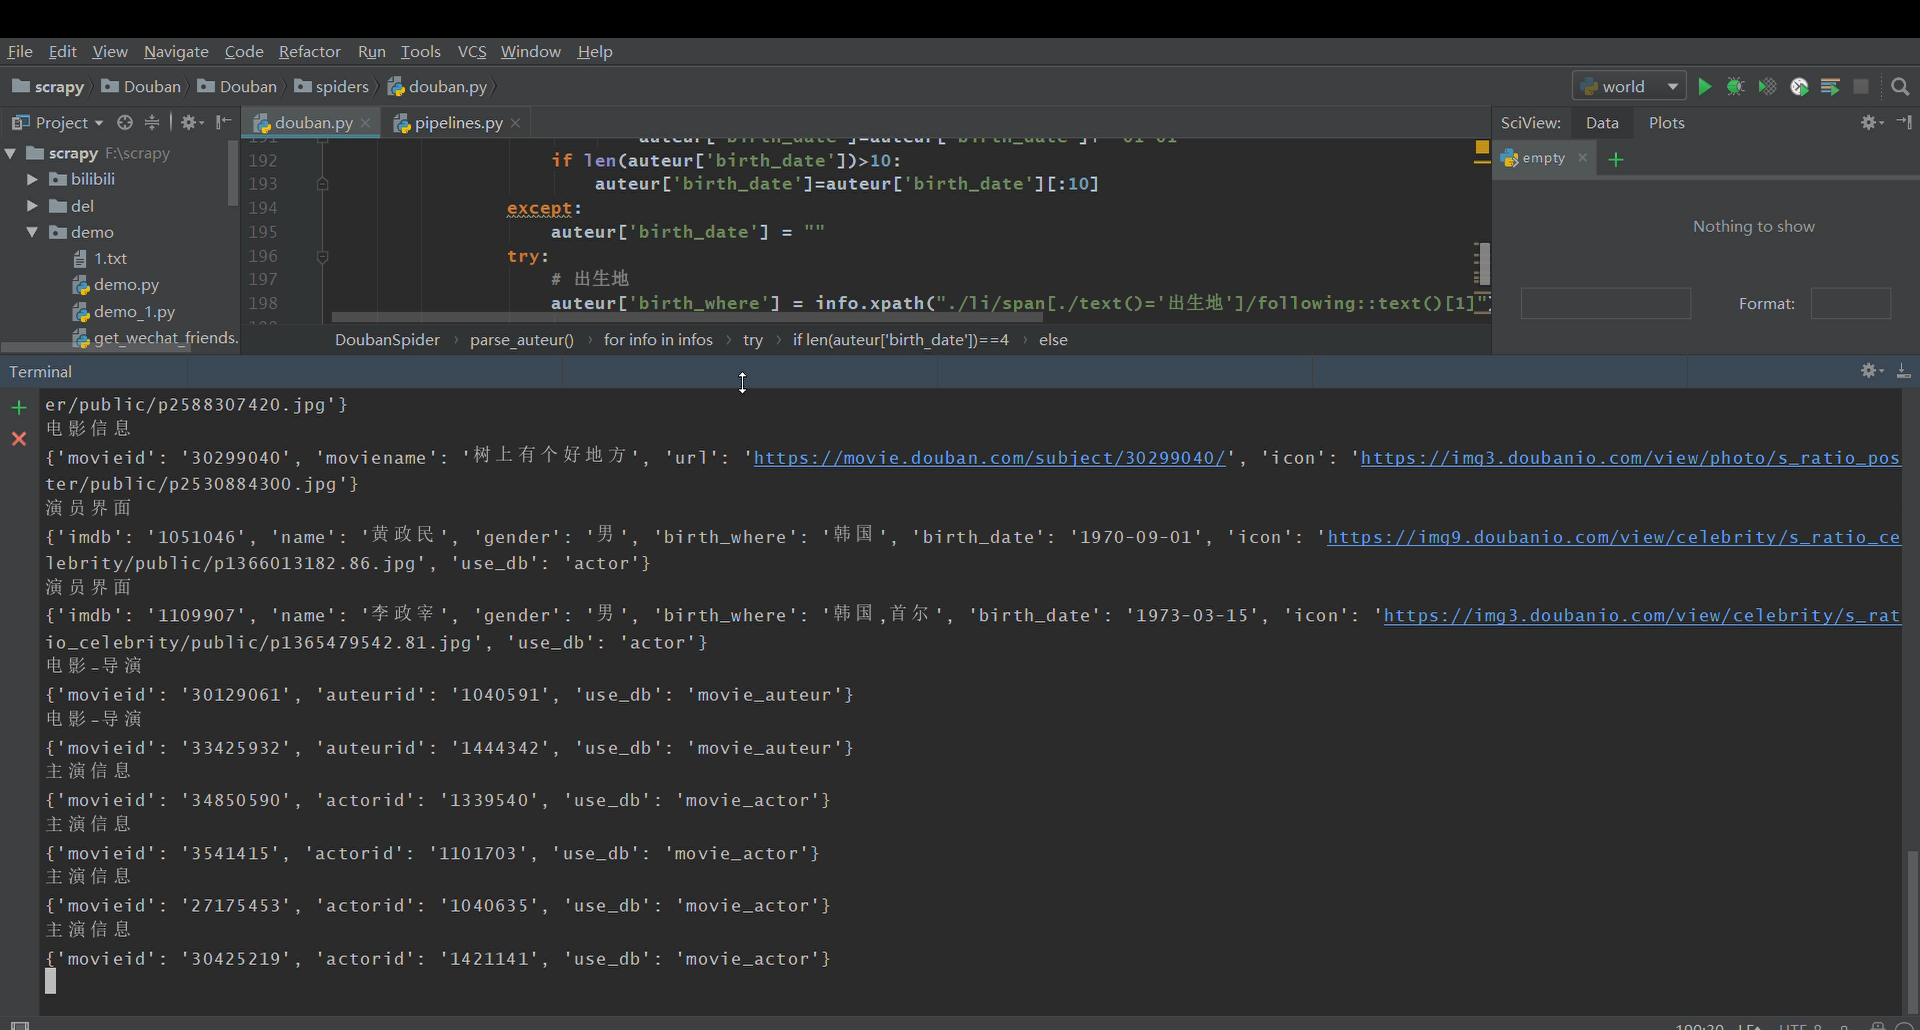 File Edit View Navigate Code Refactor Run Tools VCS Window Help
scrapy Douban Douban spiders douban.py world
Project douban.py pipelines.py SciView: Data Plots
scrapy F:\scrapy
bilibili
del
demo
1.txt
demo.py
demo_1.py
get_wechat_friends.
192 if len(auteur['birth_date'])>10:
193 auteur['birth_date']=auteur['birth_date'][:10]
194 except:
195 auteur['birth_date'] = ""
196 try:
197 # 出生地
198 auteur['birth_where'] = info.xpath("./li/span[./text()='出生地']/following::text()[1]"
DoubanSpider parse_auteur() for info in infos try if len(auteur['birth_date'])==4 else
empty
Nothing to show
Format:
Terminal
er/public/p2588307420.jpg'}
电影信息
{'movieid': '30299040', 'moviename': '树上有个好地方', 'url': 'https://movie.douban.com/subject/30299040/', 'icon': 'https://img3.doubanio.com/view/photo/s_ratio_pos
ter/public/p2530884300.jpg'}
演员界面
{'imdb': '1051046', 'name': '黄政民', 'gender': '男', 'birth_where': '韩国', 'birth_date': '1970-09-01', 'icon': 'https://img9.doubanio.com/view/celebrity/s_ratio_ce
lebrity/public/p1366013182.86.jpg', 'use_db': 'actor'}
演员界面
{'imdb': '1109907', 'name': '李政宰', 'gender': '男', 'birth_where': '韩国,首尔', 'birth_date': '1973-03-15', 'icon': 'https://img3.doubanio.com/view/celebrity/s_rat
io_celebrity/public/p1365479542.81.jpg', 'use_db': 'actor'}
电影-导演
{'movieid': '30129061', 'auteurid': '1040591', 'use_db': 'movie_auteur'}
电影-导演
{'movieid': '33425932', 'auteurid': '1444342', 'use_db': 'movie_auteur'}
主演信息
{'movieid': '34850590', 'actorid': '1339540', 'use_db': 'movie_actor'}
主演信息
{'movieid': '3541415', 'actorid': '1101703', 'use_db': 'movie_actor'}
主演信息
{'movieid': '27175453', 'actorid': '1040635', 'use_db': 'movie_actor'}
主演信息
{'movieid': '30425219', 'actorid': '1421141', 'use_db': 'movie_actor'}